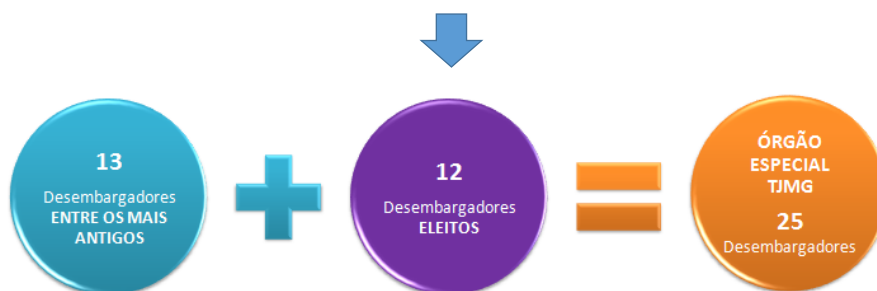 13
Desembargadores
ENTRE OS MAIS
ANTIGOS
12
Desembargadores
ELEITOS
ÓRGÃO
ESPECIAL
TJMG
25
Desembargadores